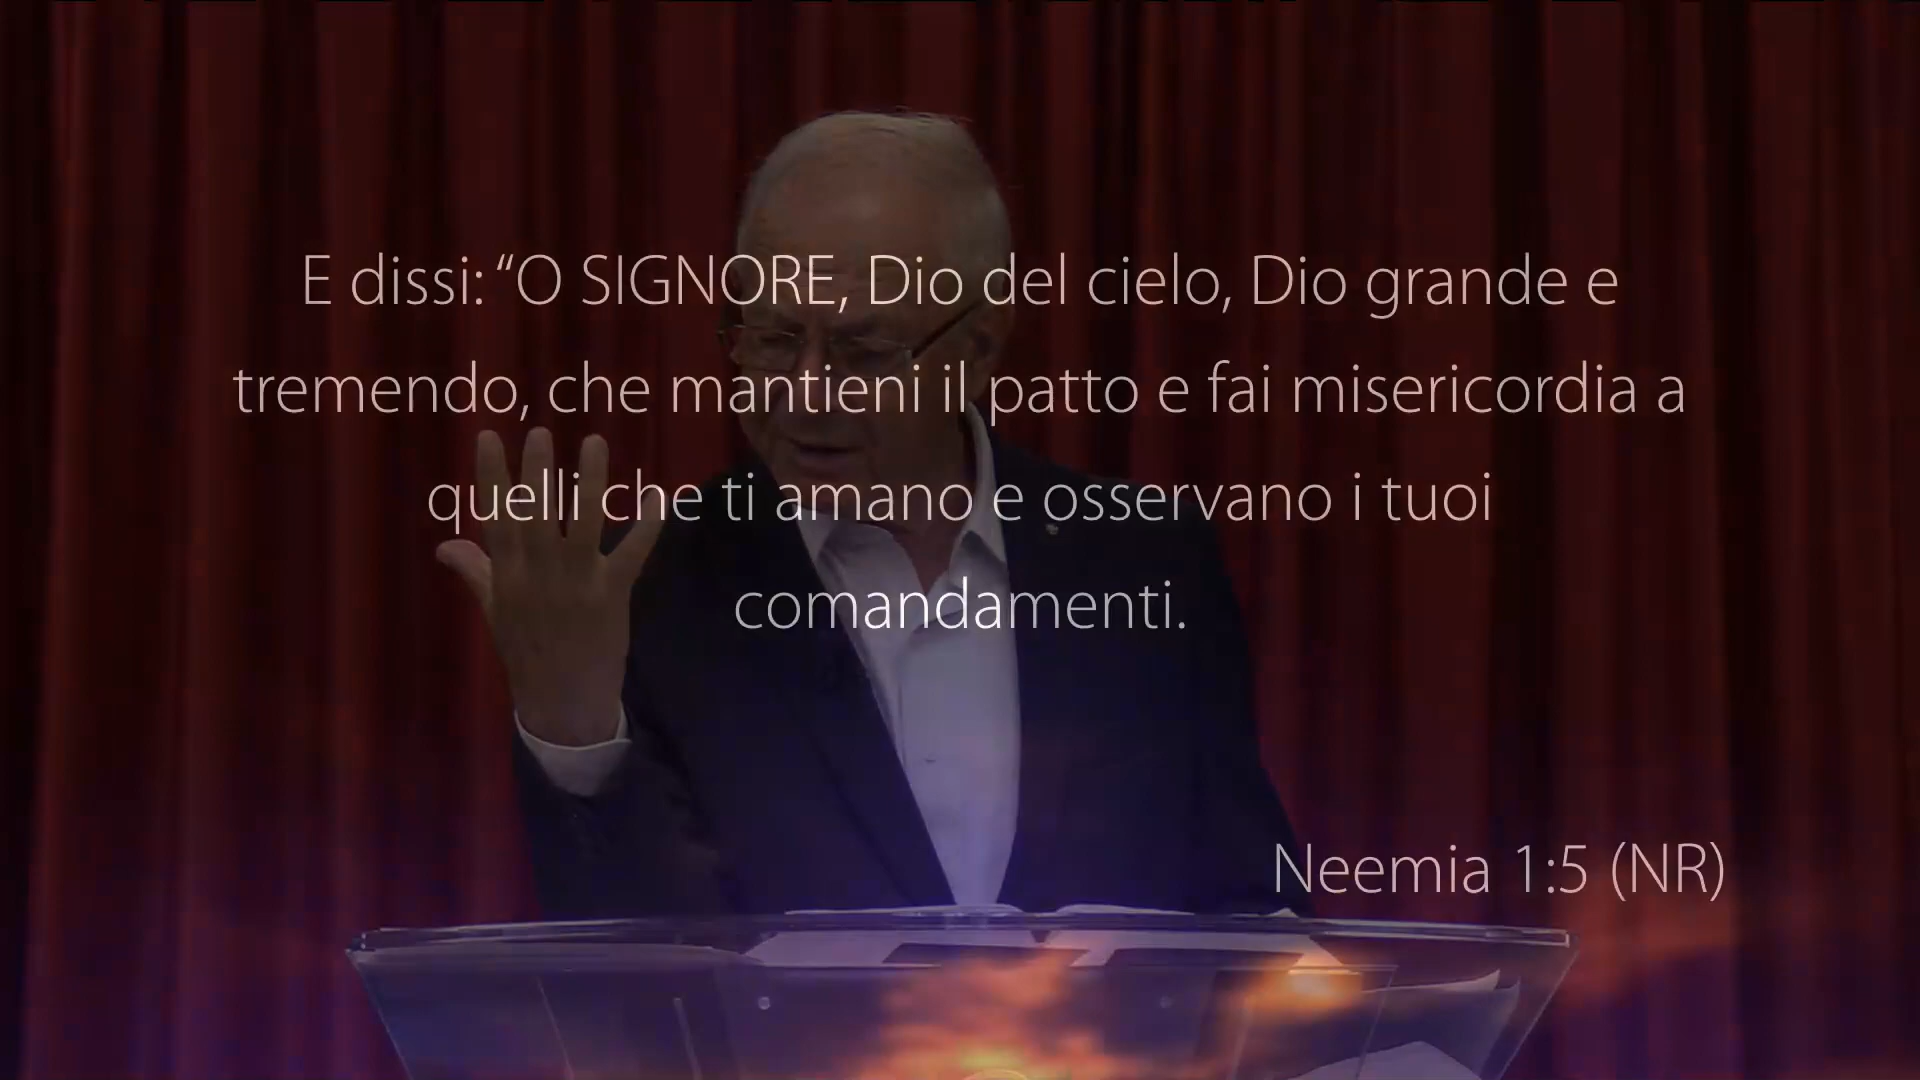 E dissi: “O SIGNORE, Dio del cielo, Dio grande e
tremendo, che mantieni il patto e fai misericordia a
quelli che ti amano e osservano i tuoi
comandamenti.
Neemia 1:5 (NR)